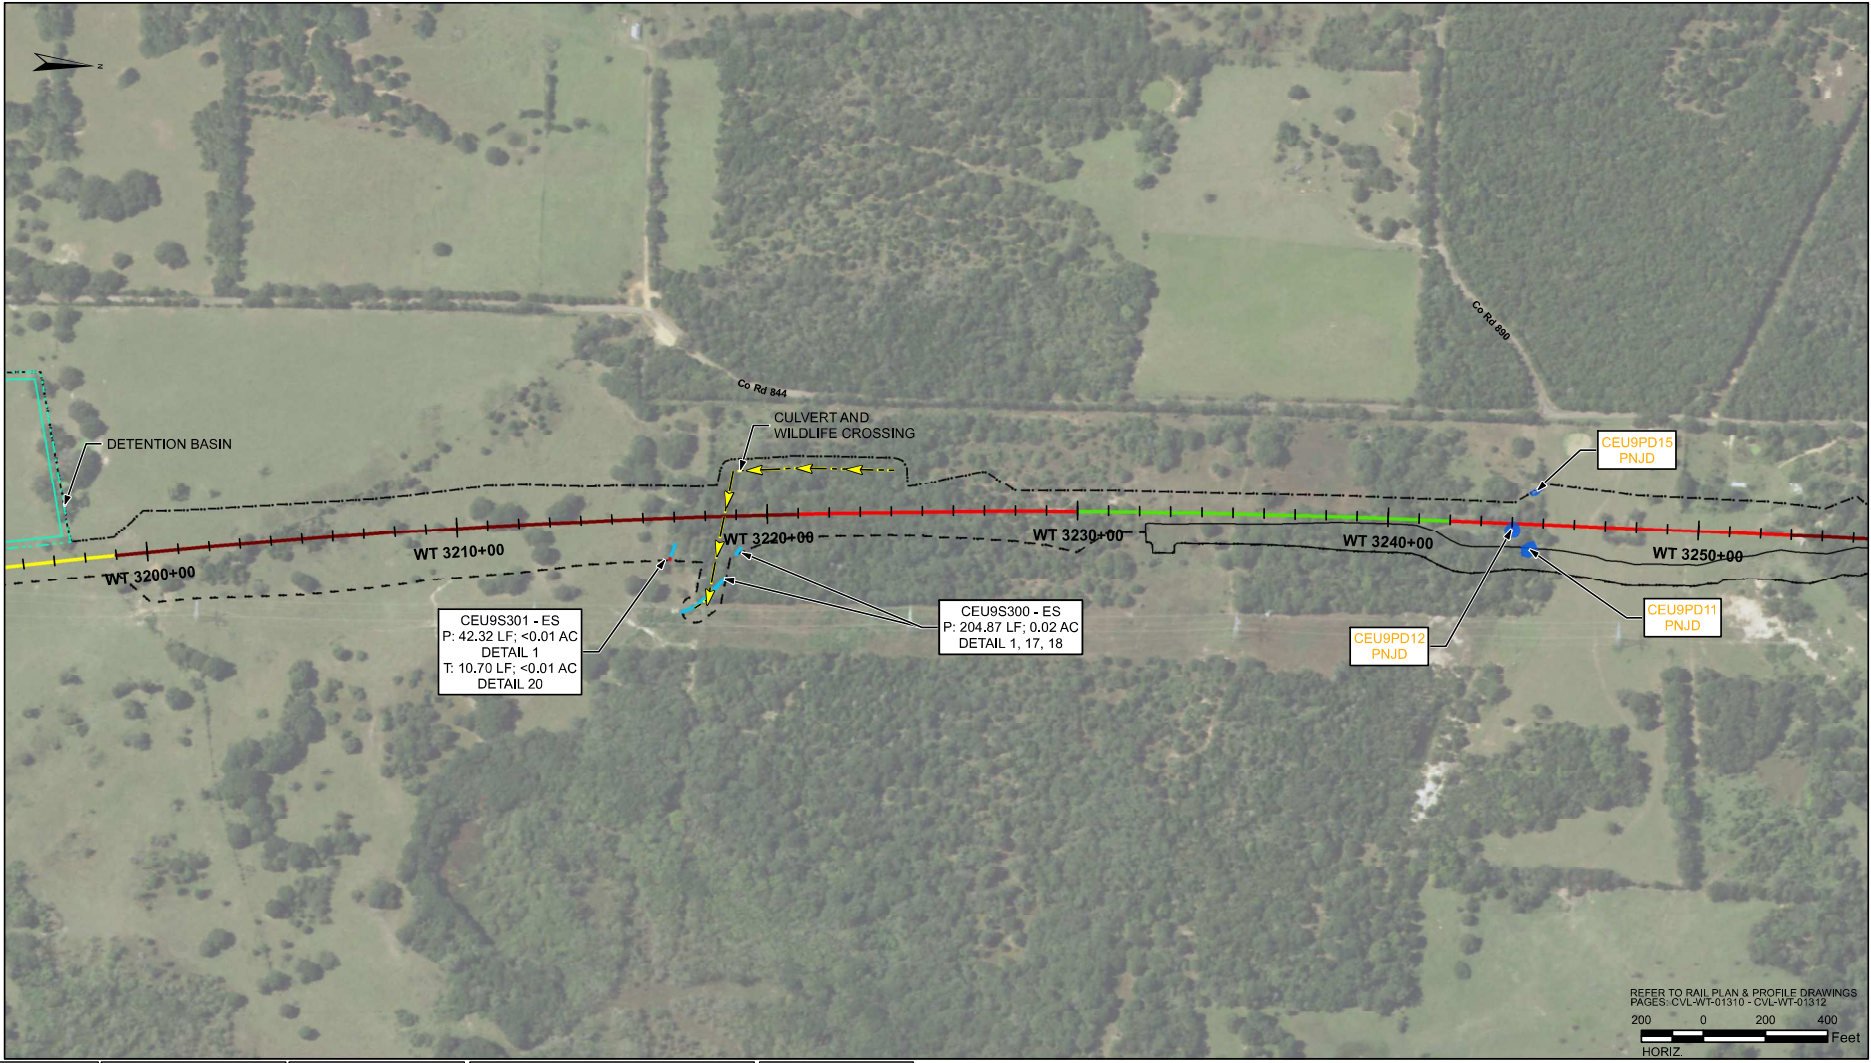 N
Co Rd 890
Co Rd 844
CULVERT AND
WILDLIFE CROSSING
DETENTION BASIN
CEU9PD15
PNJD
WT 3200+00
WT 3210+00
WT 3220+00
WT 3230+00
WT 3240+00
WT 3250+00
CEU9S301 - ES
P: 42.32 LF; <0.01 AC
DETAIL 1
T: 10.70 LF; <0.01 AC
DETAIL 20
CEU9S300 - ES
P: 204.87 LF; 0.02 AC
DETAIL 1, 17, 18
CEU9PD12
PNJD
CEU9PD11
PNJD
REFER TO RAIL PLAN & PROFILE DRAWINGS
PAGES: CVL-WT-01310 - CVL-WT-01312
200 0 200 400
Feet
HORIZ.